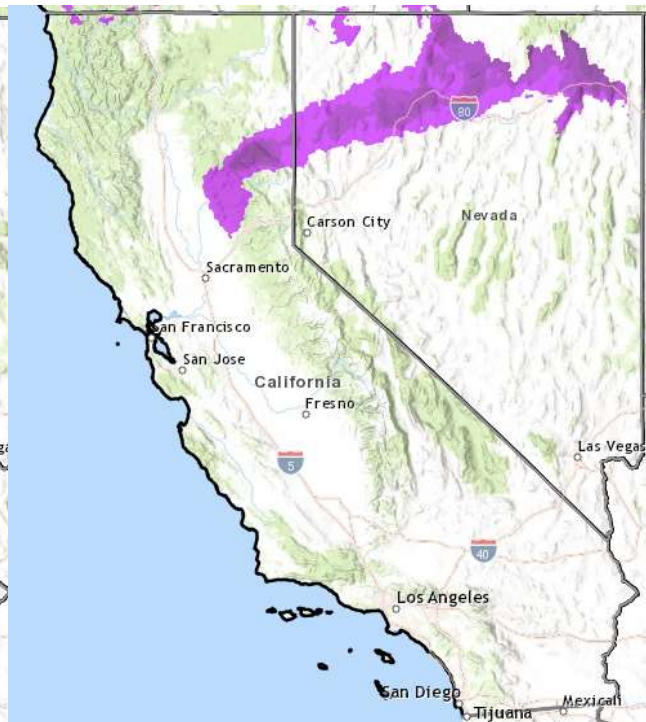 80
Carson City
Nevada
Sacramento
San Francisco
San Jose
California
Fresno
5
Las Vegas
40
Los Angeles
San Diego
Tijuana
Mexicali